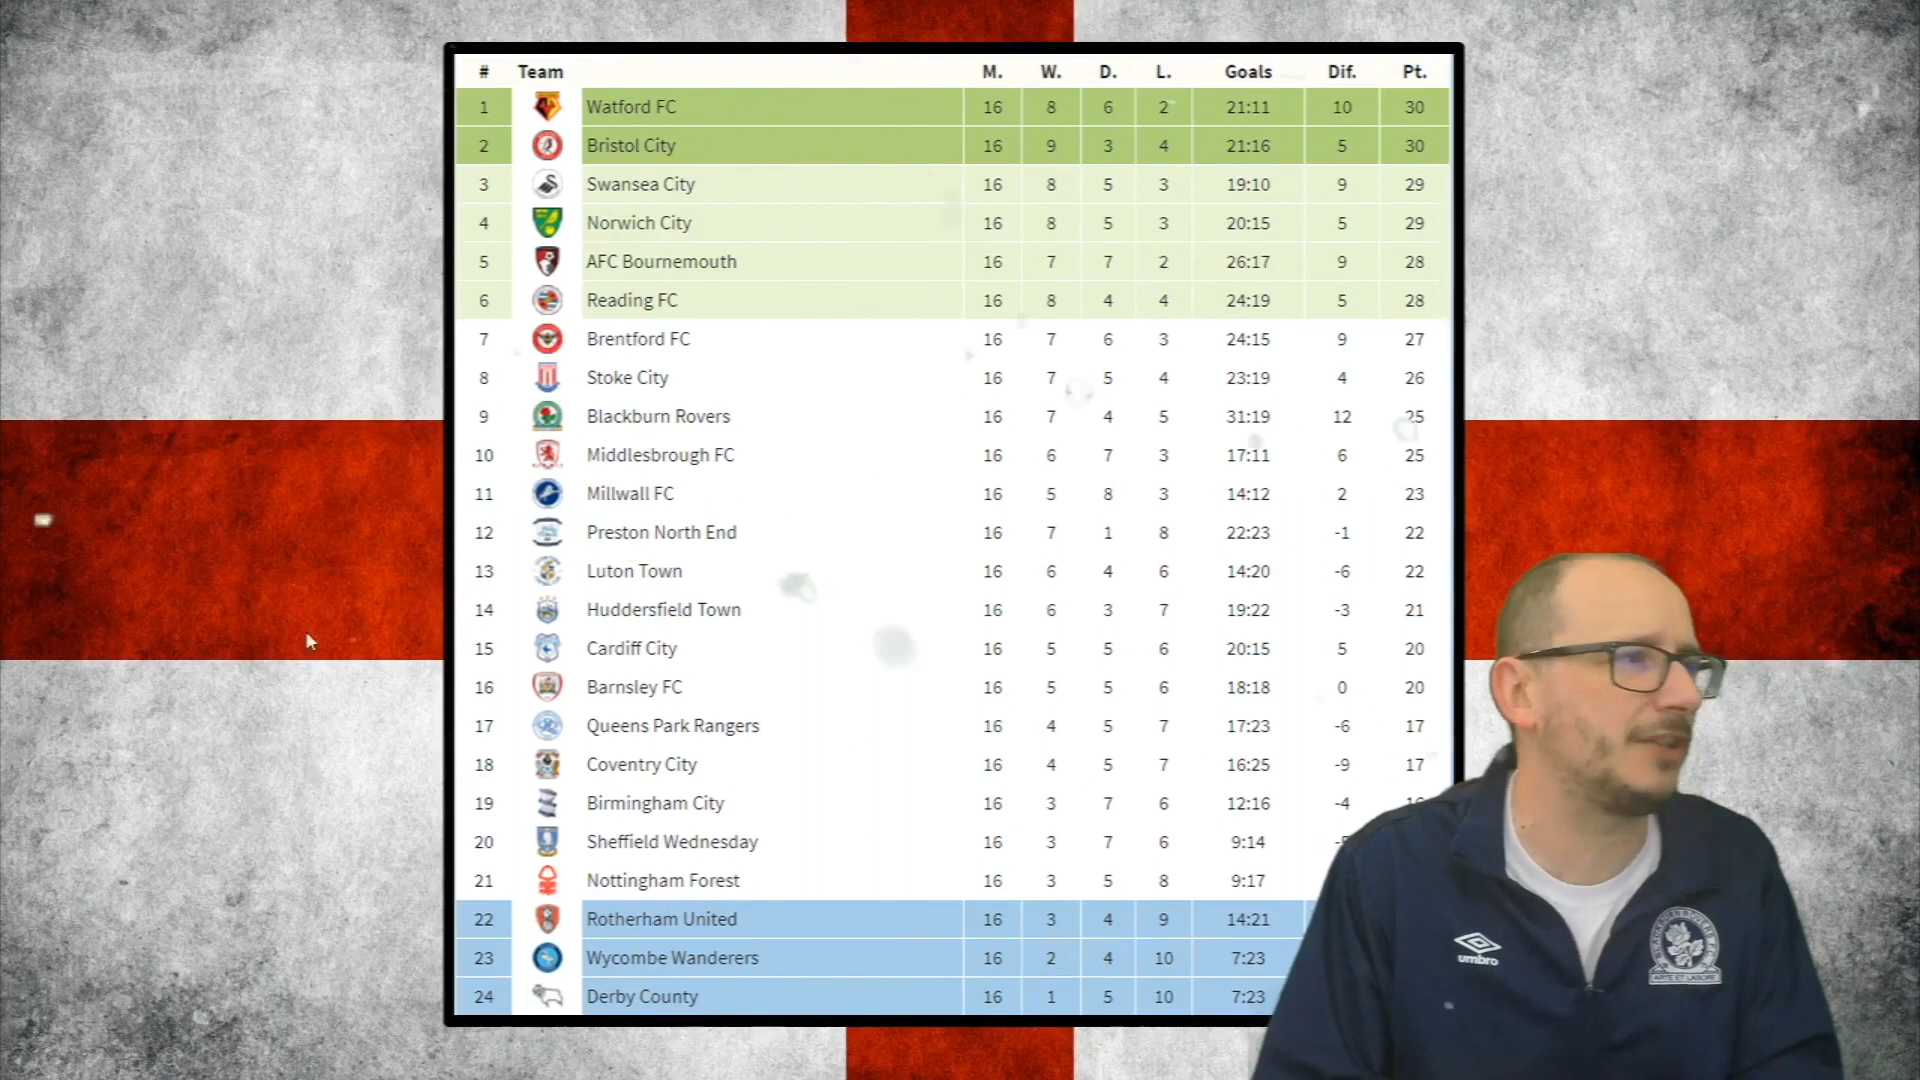 # Team M. W. D. L. Goals Dif. Pt.
1 Watford FC 16 8 6 2 21:11 10 30
2 Bristol City 16 9 3 4 21:16 5 30
3 Swansea City 16 8 5 3 19:10 9 29
4 Norwich City 16 8 5 3 20:15 5 29
5 AFC Bournemouth 16 7 7 2 26:17 9 28
6 Reading FC 16 8 4 4 24:19 5 28
7 Brentford FC 16 7 6 3 24:15 9 27
8 Stoke City 16 7 5 4 23:19 4 26
9 Blackburn Rovers 16 7 4 5 31:19 12 25
10 Middlesbrough FC 16 6 7 3 17:11 6 25
11 Millwall FC 16 5 8 3 14:12 2 23
12 Preston North End 16 7 1 8 22:23 -1 22
13 Luton Town 16 6 4 6 14:20 -6 22
14 Huddersfield Town 16 6 3 7 19:22 -3 21
15 Cardiff City 16 5 5 6 20:15 5 20
16 Barnsley FC 16 5 5 6 18:18 0 20
17 Queens Park Rangers 16 4 5 7 17:23 -6 17
18 Coventry City 16 4 5 7 16:25 -9 17
19 Birmingham City 16 3 7 6 12:16 -4
20 Sheffield Wednesday 16 3 7 6 9:14
21 Nottingham Forest 16 3 5 8 9:17
22 Rotherham United 16 3 4 9 14:21
23 Wycombe Wanderers 16 2 4 10 7:23
24 Derby County 16 1 5 10 7:23
umbro
ARTE ET LABORE